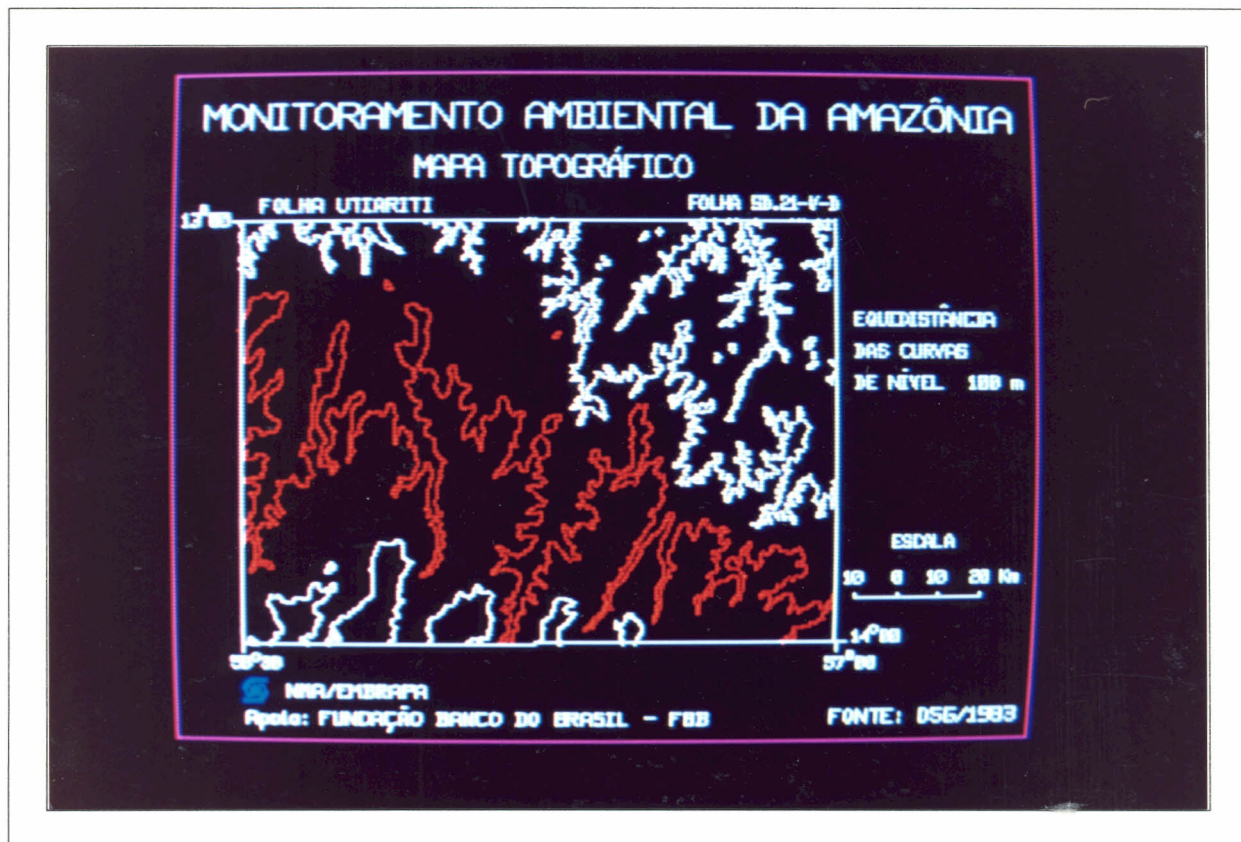 MONITORAMENTO AMBIENTAL DA AMAZÔNIA
MAPA TOPOGRÁFICO
FOLHA UTIARITI
FOLHA SD.21-V-D
13°00
EQUIDISTÂNCIA
DAS CURVAS
DE NÍVEL 100 m
ESCALA
10 0 10 20 Km
14°00
57°00
NMA/EMBRAPA
Apoio: FUNDAÇÃO BANCO DO BRASIL - FBB
FONTE: DSG/1983